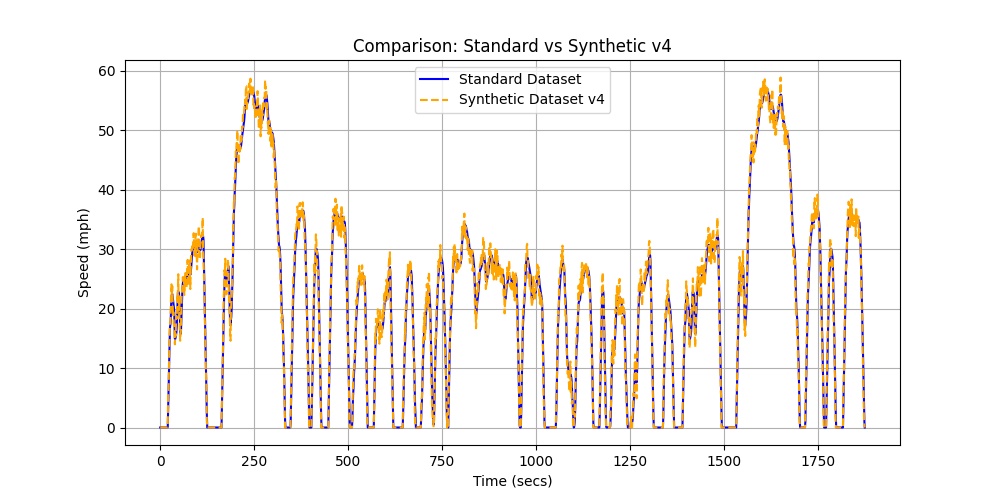 Comparison: Standard vs Synthetic v4
Standard Dataset
Synthetic Dataset v4
Speed (mph)
60
50
40
30
20
10
0
0 250 500 750 1000 1250 1500 1750
Time (secs)